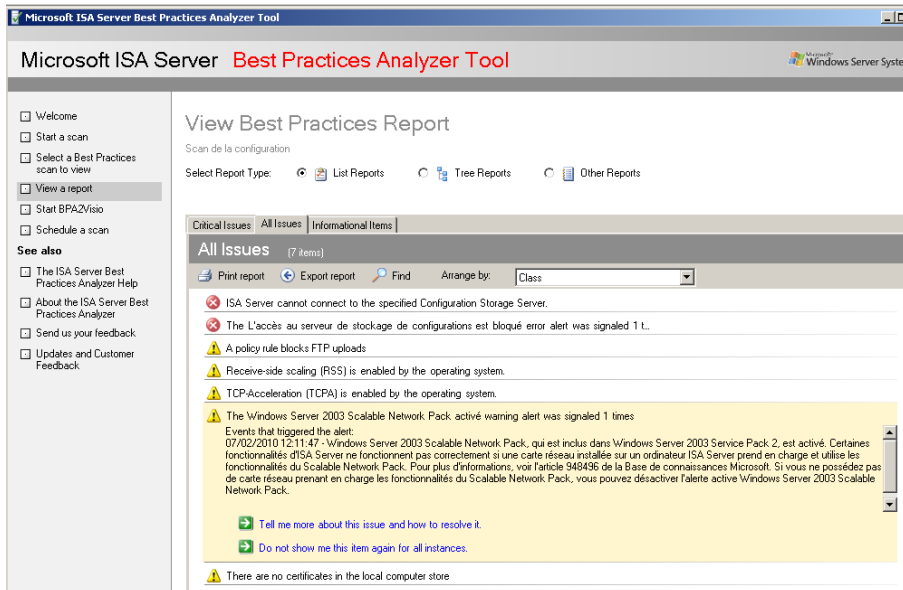 Microsoft ISA Server Best Practices Analyzer Tool
Microsoft ISA Server Best Practices Analyzer Tool
Microsoft
Windows Server Syste
Welcome
Start a scan
Select a Best Practices
scan to view
View a report
Start BPA2Visio
Schedule a scan
See also
The ISA Server Best
Practices Analyzer Help
About the ISA Server Best
Practices Analyzer
Send us your feedback
Updates and Customer
Feedback
View Best Practices Report
Scan de la configuration
Select Report Type: List Reports Tree Reports Other Reports
Critical Issues All Issues Informational Items
All Issues (7 items)
Print report Export report Find Arrange by: Class
ISA Server cannot connect to the specified Configuration Storage Server.
The L'accès au serveur de stockage de configurations est bloqué error alert was signaled 1 t...
A policy rule blocks FTP uploads
Receive-side scaling (RSS) is enabled by the operating system.
TCP-Acceleration (TCPA) is enabled by the operating system.
The Windows Server 2003 Scalable Network Pack activé warning alert was signaled 1 times
Events that triggered the alert:
07/02/2010 12:11:47 - Windows Server 2003 Scalable Network Pack, qui est inclus dans Windows Server 2003 Service Pack 2, est activé. Certaines
fonctionnalités d'ISA Server ne fonctionnent pas correctement si une carte réseau installée sur un ordinateur ISA Server prend en charge et utilise les
fonctionnalités du Scalable Network Pack. Pour plus d'informations, voir l'article 948496 de la Base de connaissances Microsoft. Si vous ne possédez pas
de carte réseau prenant en charge les fonctionnalités du Scalable Network Pack, vous pouvez désactiver l'alerte active Windows Server 2003 Scalable
Network Pack.
Tell me more about this issue and how to resolve it.
Do not show me this item again for all instances.
There are no certificates in the local computer store